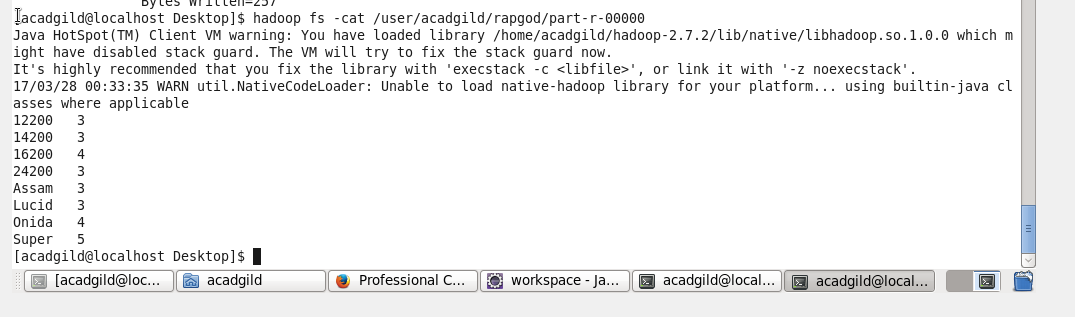 Bytes Written=257
[acadgild@localhost Desktop]$ hadoop fs -cat /user/acadgild/rapgod/part-r-00000
Java HotSpot(TM) Client VM warning: You have loaded library /home/acadgild/hadoop-2.7.2/lib/native/libhadoop.so.1.0.0 which m
ight have disabled stack guard. The VM will try to fix the stack guard now.
It's highly recommended that you fix the library with 'execstack -c <libfile>', or link it with '-z noexecstack'.
17/03/28 00:33:35 WARN util.NativeCodeLoader: Unable to load native-hadoop library for your platform... using builtin-java cl
asses where applicable
12200   3
14200   3
16200   4
24200   3
Assam   3
Lucid   3
Onida   4
Super   5
[acadgild@localhost Desktop]$
[acadgild@loc... acadgild Professional C... workspace - Ja... acadgild@local... acadgild@local...